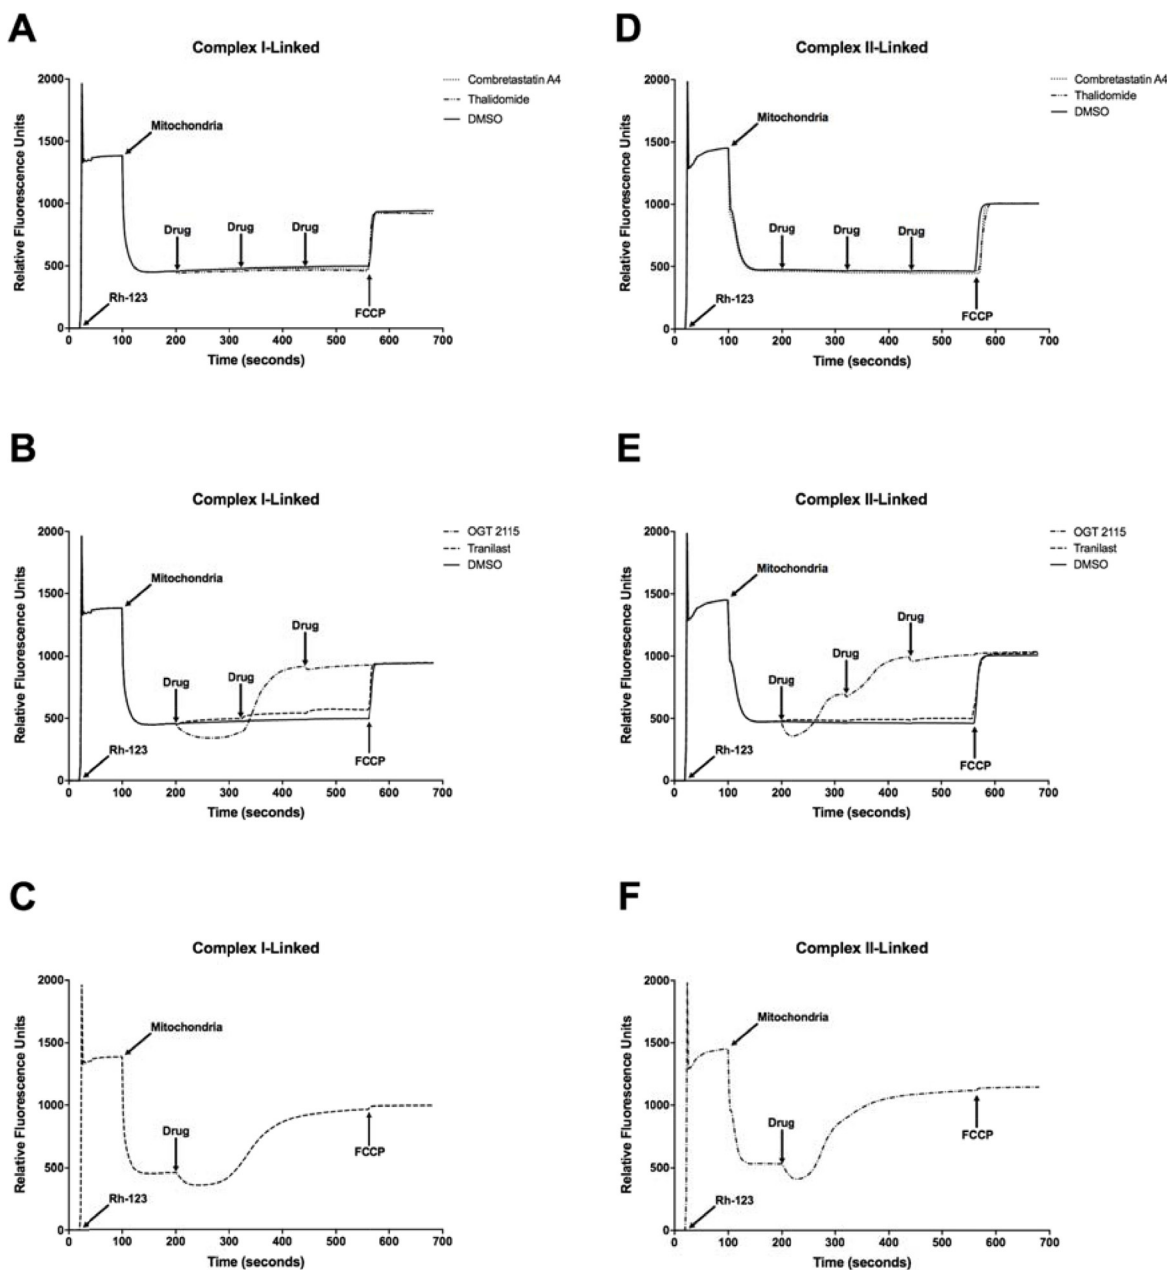 A
Complex I-Linked
Relative Fluorescence Units
2000
1500
1000
500
0
Mitochondria
Drug
Drug
Drug
Rh-123
FCCP
Combretastatin A4
Thalidomide
DMSO
0 100 200 300 400 500 600 700
Time (seconds)
D
Complex II-Linked
Relative Fluorescence Units
2000
1500
1000
500
0
Mitochondria
Drug
Drug
Drug
Rh-123
FCCP
Combretastatin A4
Thalidomide
DMSO
0 100 200 300 400 500 600 700
Time (seconds)
B
Complex I-Linked
Relative Fluorescence Units
2000
1500
1000
500
0
Mitochondria
Drug
Drug
Drug
Rh-123
FCCP
OGT 2115
Tranilast
DMSO
0 100 200 300 400 500 600 700
Time (seconds)
E
Complex II-Linked
Relative Fluorescence Units
2000
1500
1000
500
0
Mitochondria
Drug
Drug
Drug
Rh-123
FCCP
OGT 2115
Tranilast
DMSO
0 100 200 300 400 500 600 700
Time (seconds)
C
Complex I-Linked
Relative Fluorescence Units
2000
1500
1000
500
0
Mitochondria
Drug
Rh-123
FCCP
0 100 200 300 400 500 600 700
Time (seconds)
F
Complex II-Linked
Relative Fluorescence Units
2000
1500
1000
500
0
Mitochondria
Drug
Rh-123
FCCP
0 100 200 300 400 500 600 700
Time (seconds)